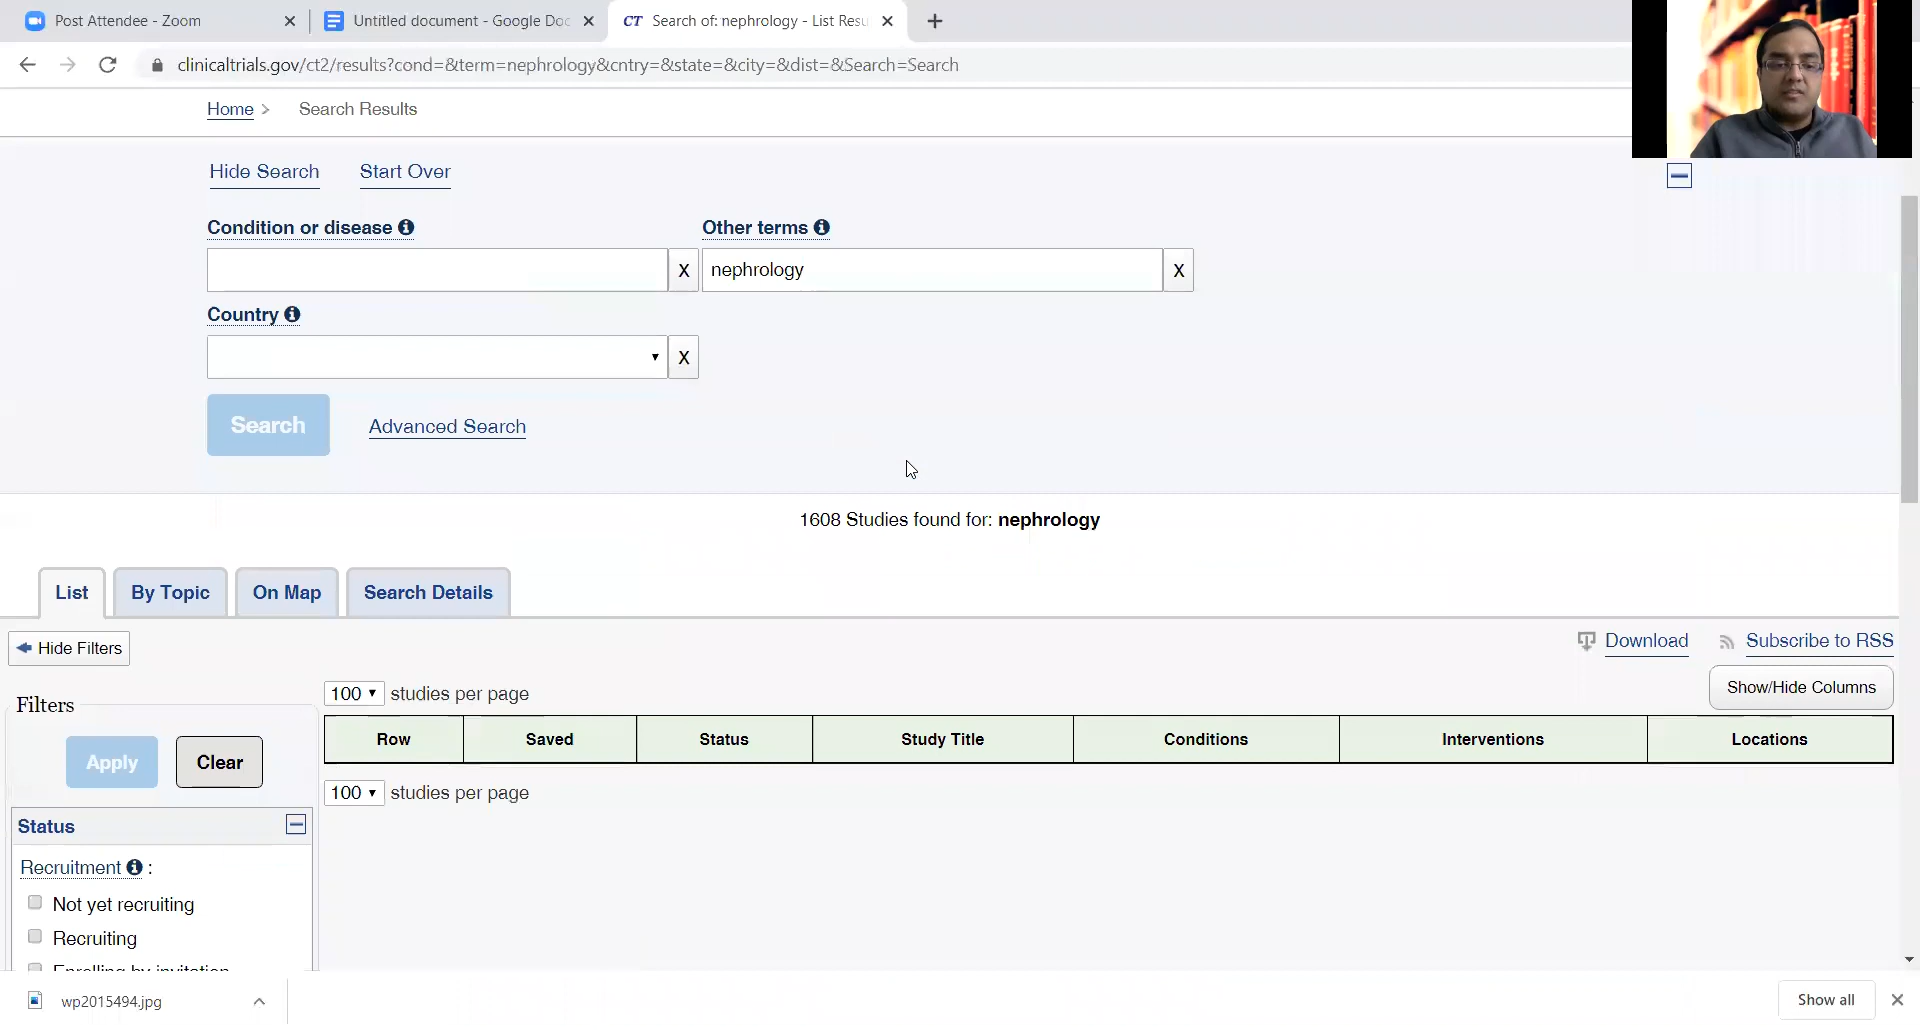 Post Attendee - Zoom
Untitled document - Google Doc
CT Search of: nephrology - List Resu
clinicaltrials.gov/ct2/results?cond=&term=nephrology&cntry=&state=&city=&dist=&Search=Search
Home > Search Results
Hide Search Start Over
Condition or disease Other terms
X nephrology X
Country
X
Search Advanced Search
1608 Studies found for: nephrology
List By Topic On Map Search Details
Hide Filters Download Subscribe to RSS
Show/Hide Columns
100 studies per page
Filters
Row Saved Status Study Title Conditions Interventions Locations
Apply Clear
100 studies per page
Status
Recruitment :
Not yet recruiting
Recruiting
Enrolling by invitation
wp2015494.jpg Show all